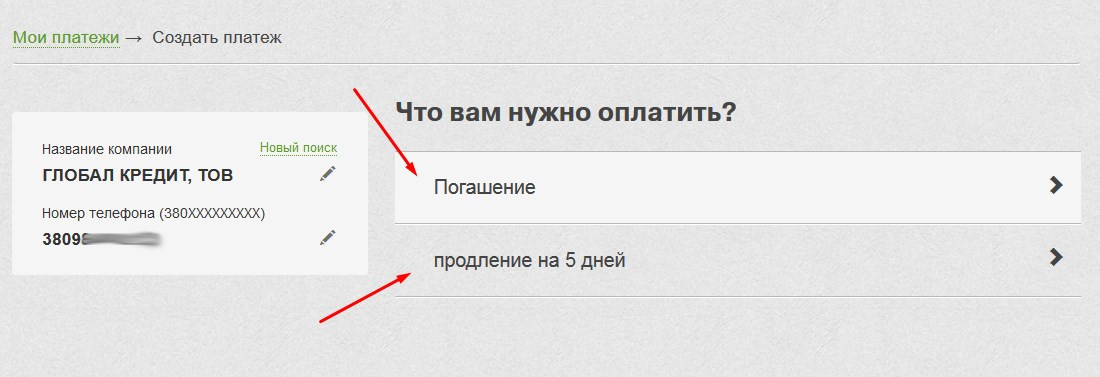 Мои платежи → Создать платеж
Что вам нужно оплатить?
Название компании
Новый поиск
ГЛОБАЛ КРЕДИТ, ТОВ
Номер телефона (380XXXXXXXXX)
3809
Погашение
продление на 5 дней